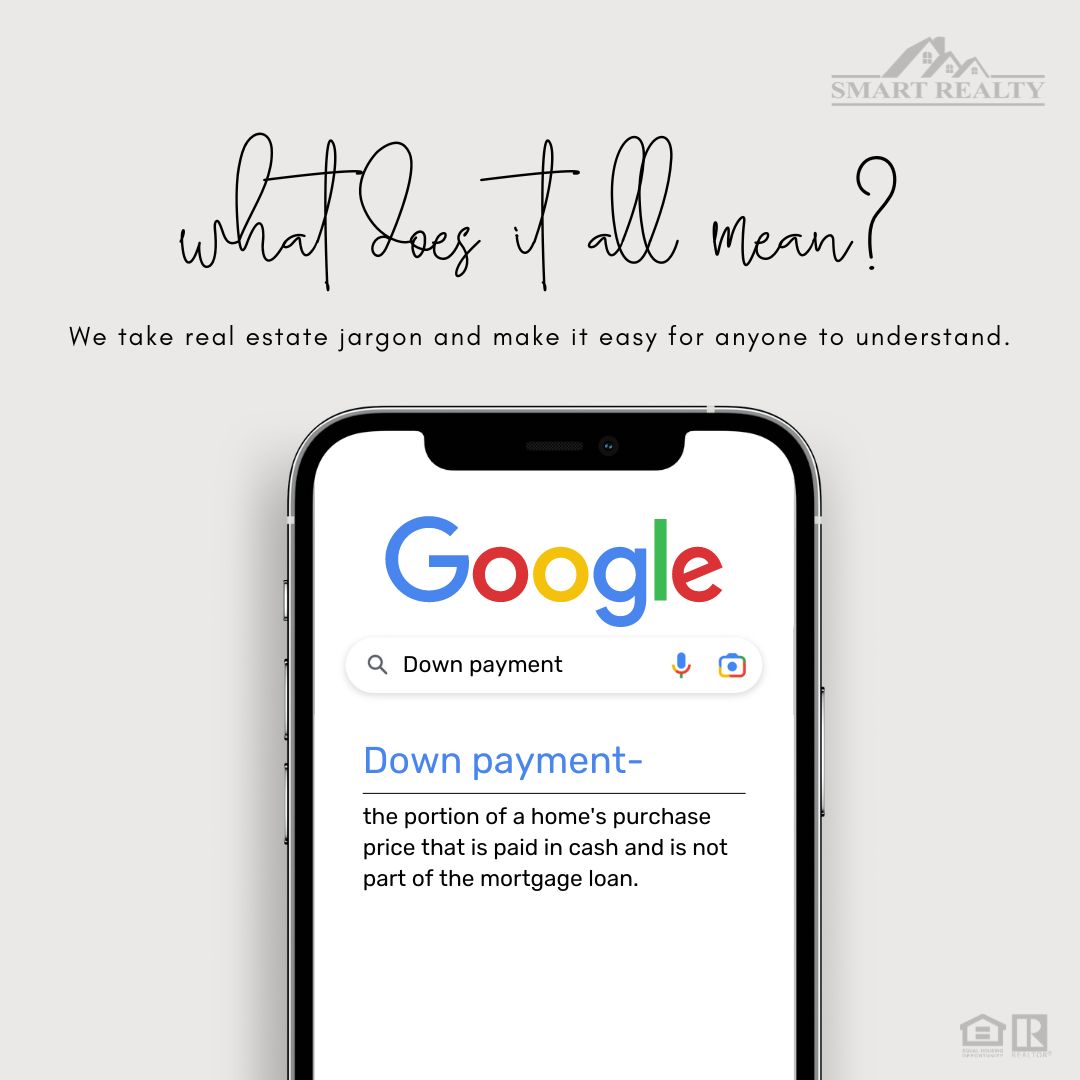 SMART REALTY
what does it all mean?
We take real estate jargon and make it easy for anyone to understand.
Google
Down payment
Down payment-
the portion of a home's purchase
price that is paid in cash and is not
part of the mortgage loan.
EQUAL HOUSING
OPPORTUNITY
REALTOR®